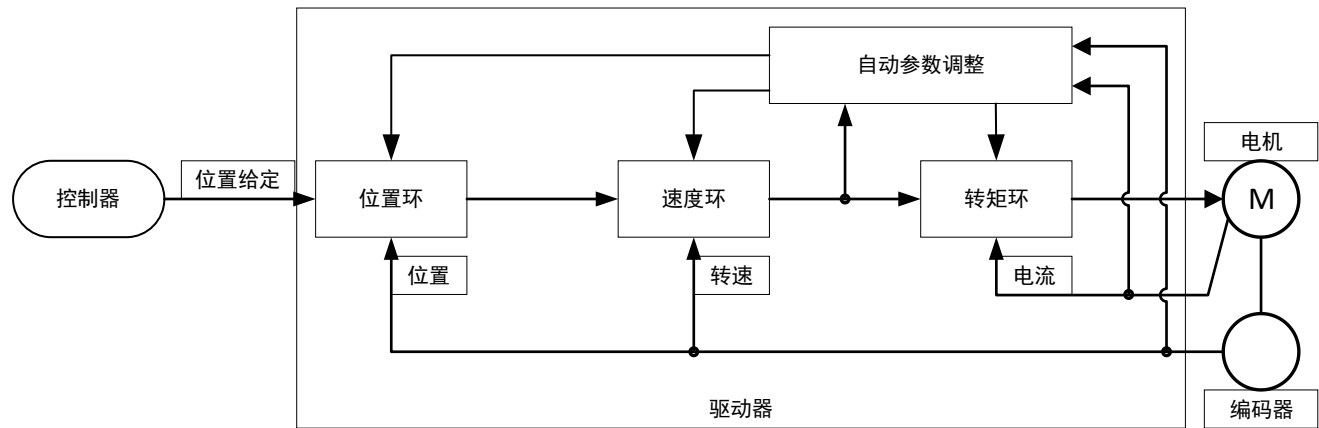 自动参数调整
电机
位置给定
控制器
位置环
速度环
转矩环
M
位置
转速
电流
驱动器
编码器